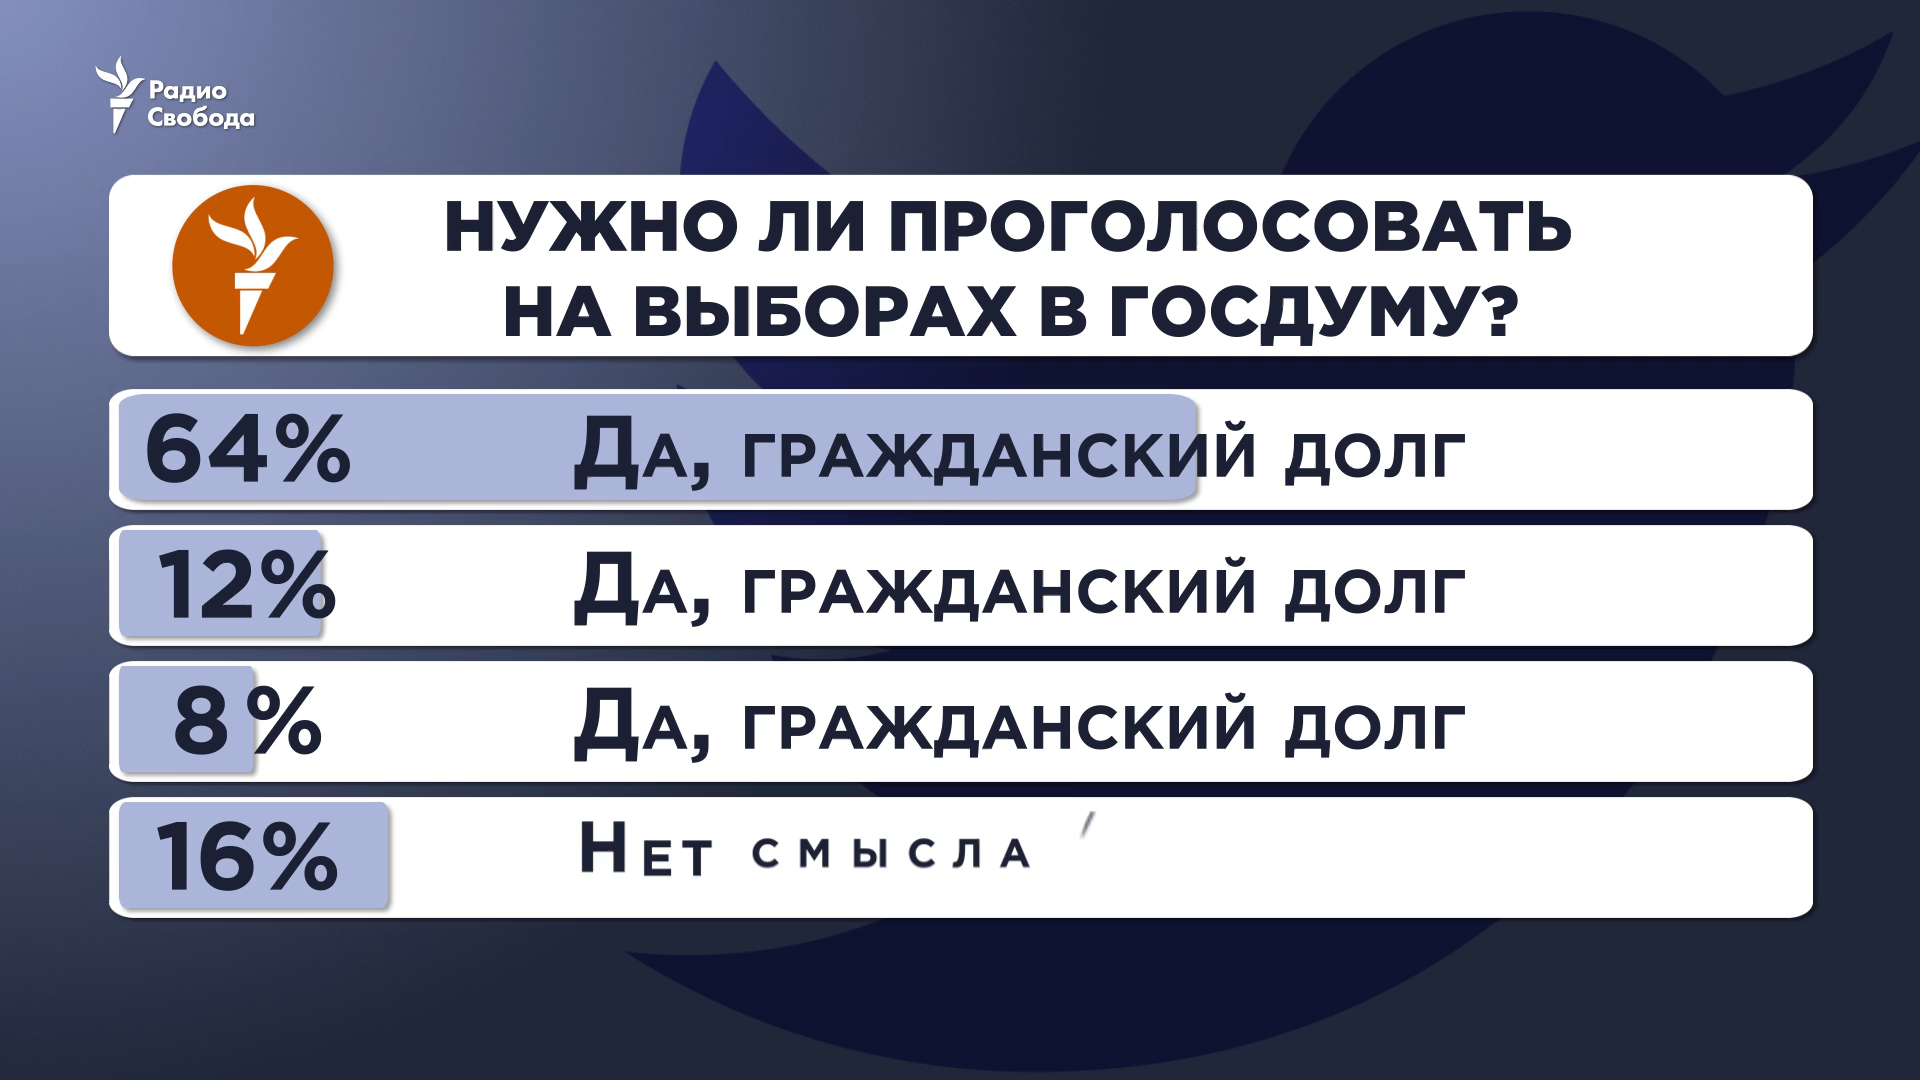 Радио
Свобода
НУЖНО ЛИ ПРОГОЛОСОВАТЬ
НА ВЫБОРАХ В ГОСДУМУ?
64% Да, гражданский долг
12% Да, гражданский долг
8% Да, гражданский долг
16% Нет смысла